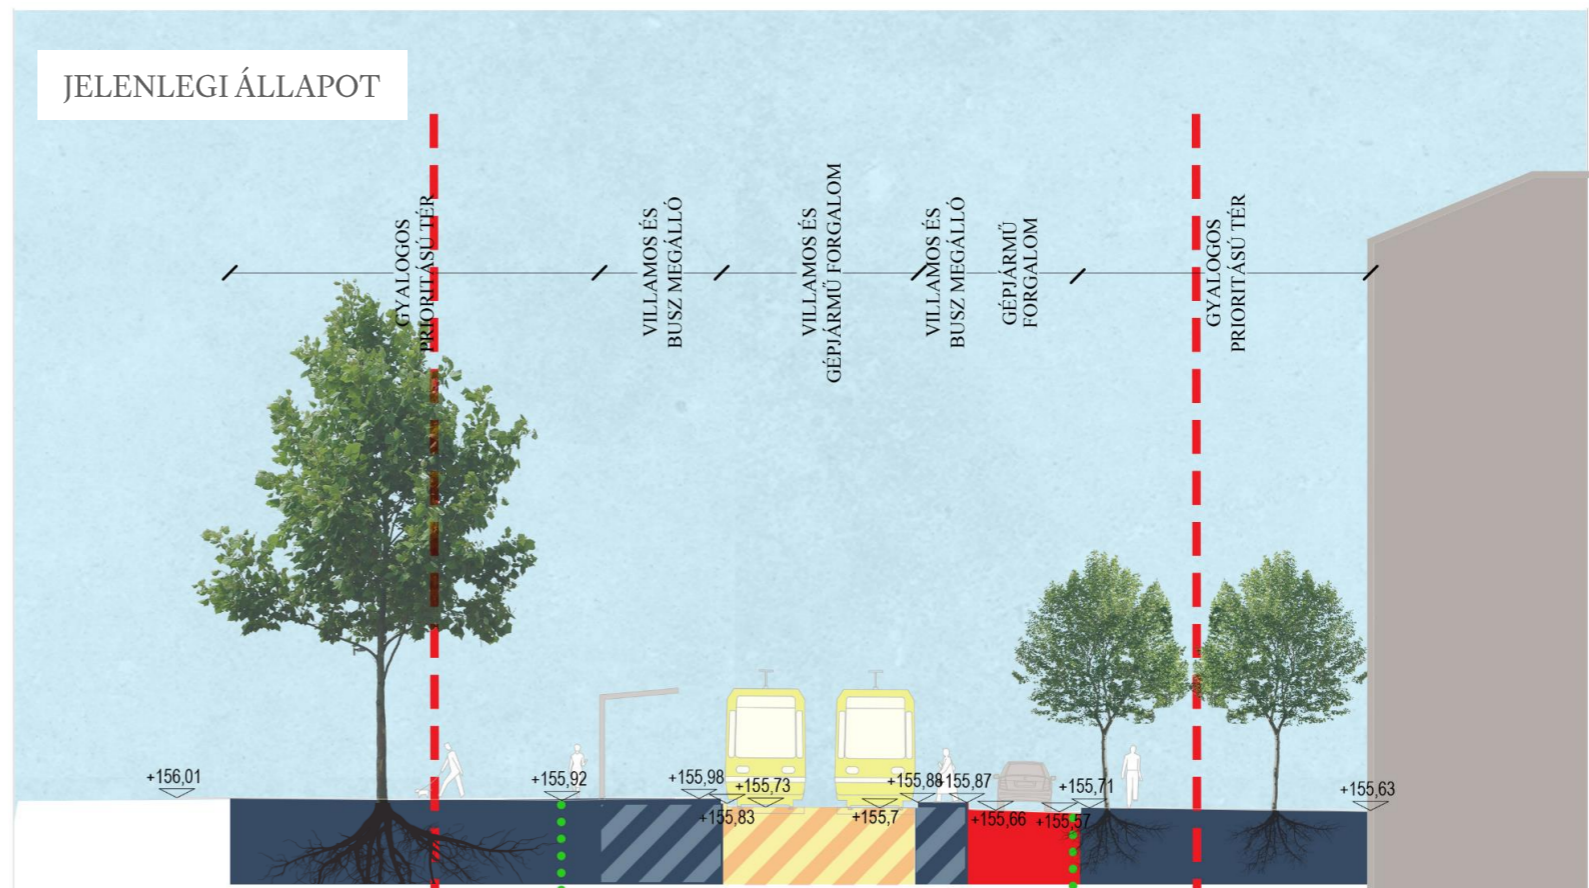 JELENLEGI ÁLLAPOT
GYALOGOS
PRIORITÁSÚ TÉR
VILLAMOS ÉS
BUSZ MEGÁLLÓ
VILLAMOS ÉS
GÉPJÁRMŰ FORGALOM
VILLAMOS ÉS
BUSZ MEGÁLLÓ
GÉPJÁRMŰ
FORGALOM
GYALOGOS
PRIORITÁSÚ TÉR
+156,01
+155,92
+155,98
+155,83
+155,73
+155,7
+155,88
+155,87
+155,66
+155,57
+155,71
+155,63